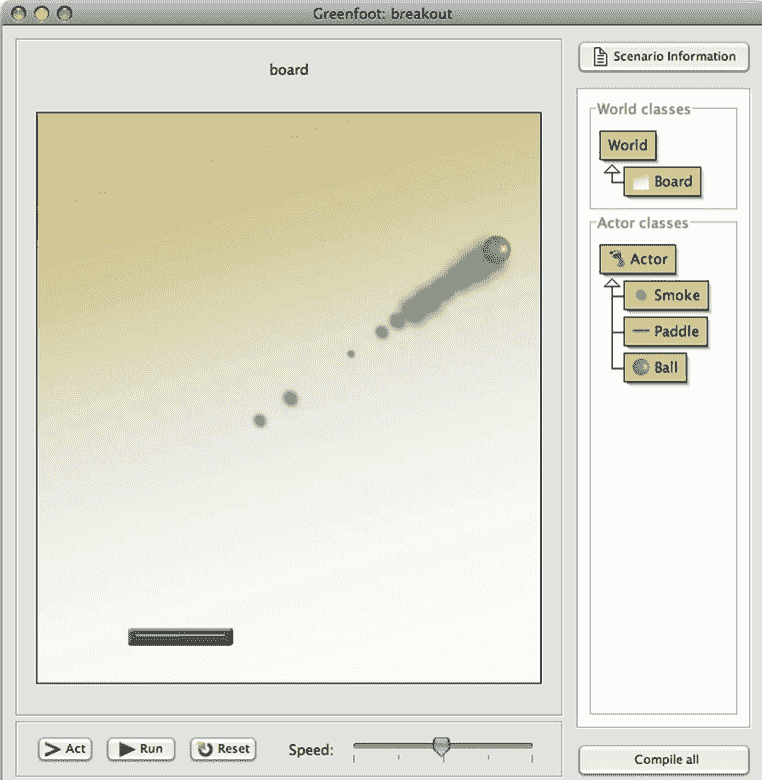 Greenfoot: breakout
board
Scenario Information
World classes
World
Board
Actor classes
Actor
Smoke
Paddle
Ball
Act
Run
Reset
Speed:
Compile all